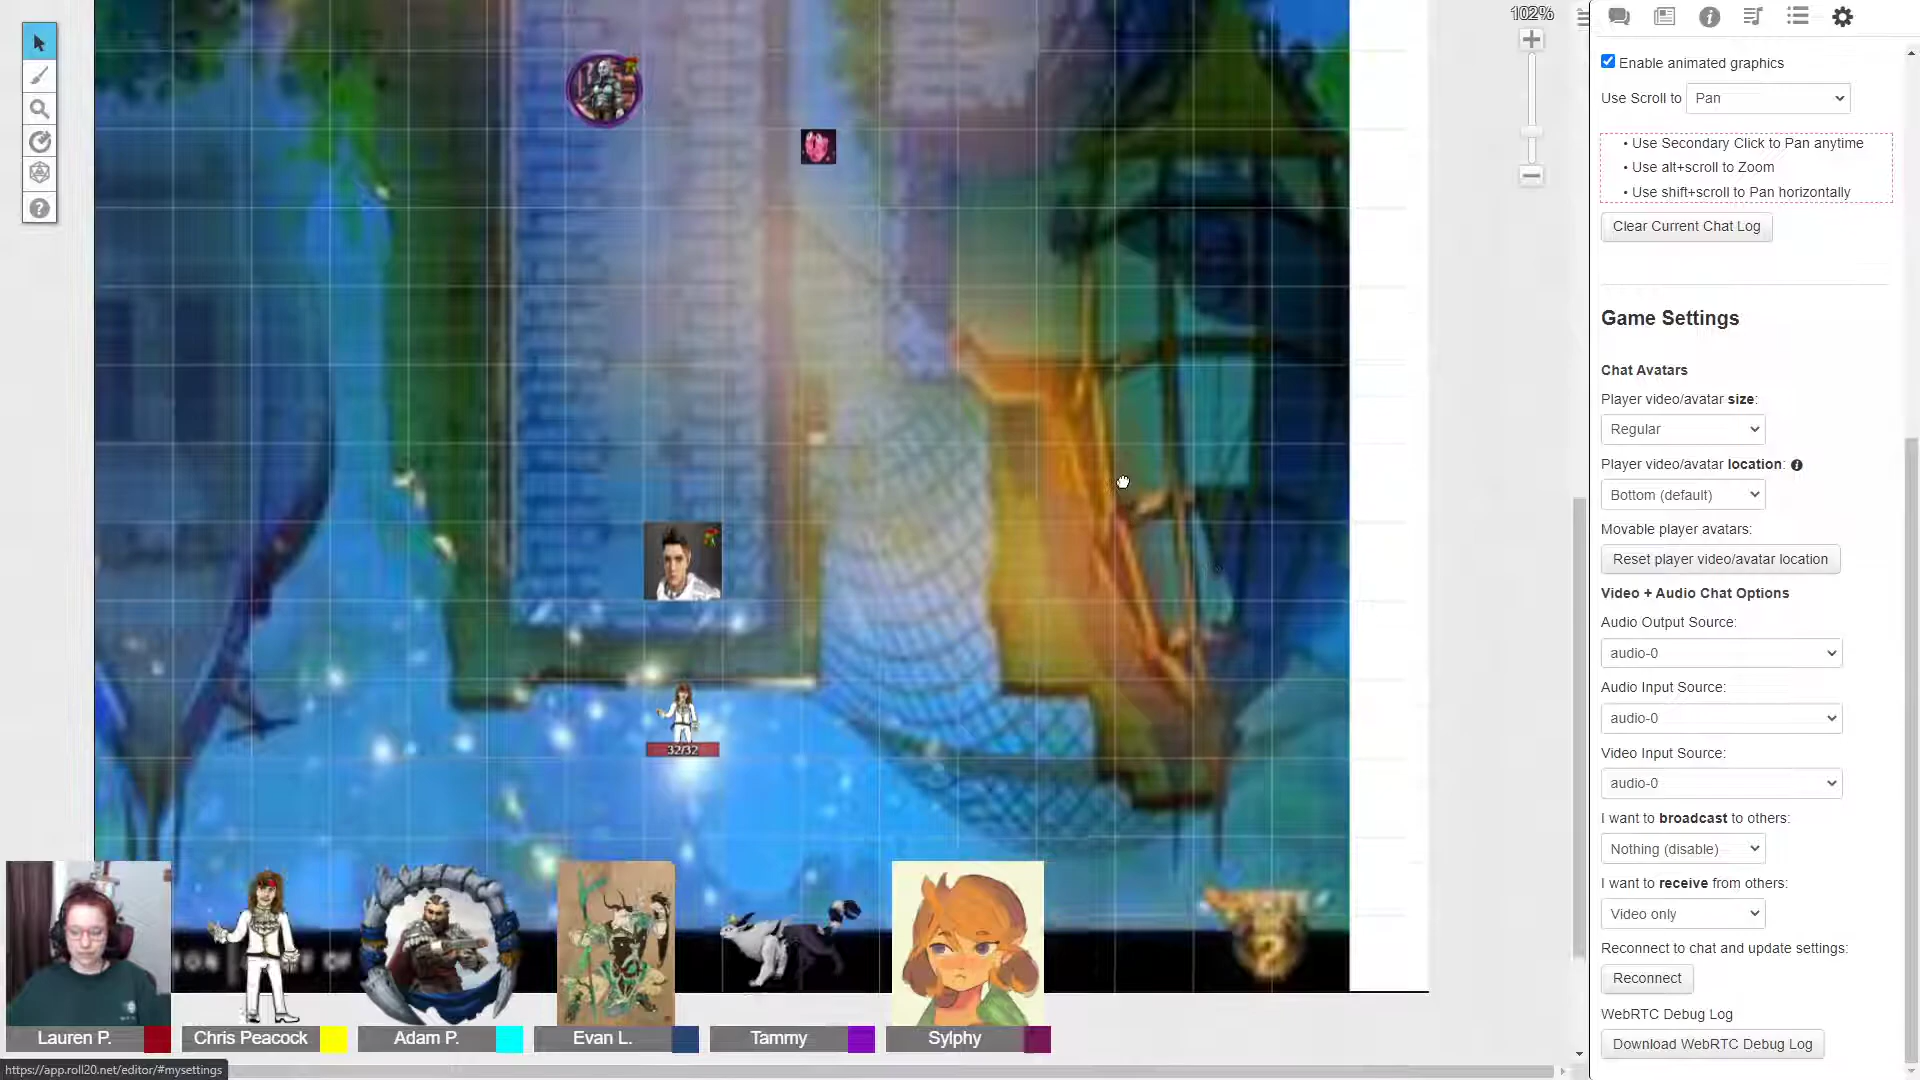 102%
Enable animated graphics
Use Scroll to Pan
• Use Secondary Click to Pan anytime
• Use alt+scroll to Zoom
• Use shift+scroll to Pan horizontally
Clear Current Chat Log
Game Settings
Chat Avatars
Player video/avatar size:
Regular
Player video/avatar location:
Bottom (default)
Movable player avatars:
Reset player video/avatar location
Video + Audio Chat Options
Audio Output Source:
audio-0
Audio Input Source:
audio-0
Video Input Source:
audio-0
I want to broadcast to others:
Nothing (disable)
I want to receive from others:
Video only
Reconnect to chat and update settings:
Reconnect
WebRTC Debug Log
Download WebRTC Debug Log
32/32
Lauren P.
Chris Peacock
Adam P.
Evan L.
Tammy
Sylphy
https://app.roll20.net/editor/#mysettings